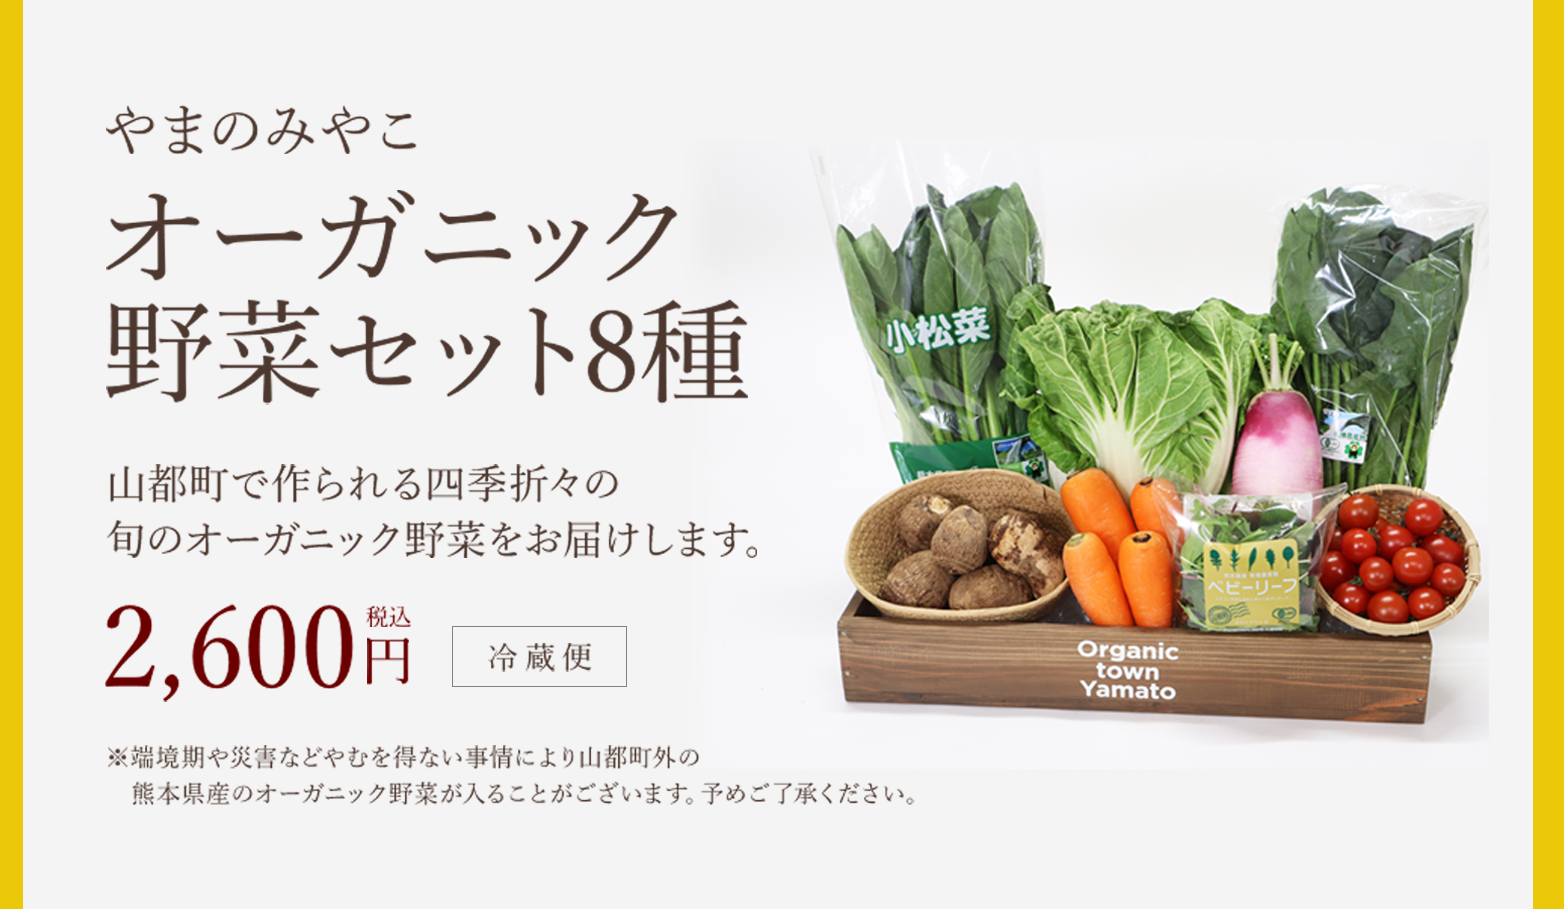 やまのみやこ
オーガニック
野菜セット8種
山都町で作られる四季折々の
旬のオーガニック野菜をお届けします。
2,600円 税込
冷蔵便
※端境期や災害などやむを得ない事情により山都町外の
熊本県産のオーガニック野菜が入ることがございます。予めご了承ください。
小松菜
ベビーリーフ
Organic
town
Yamato